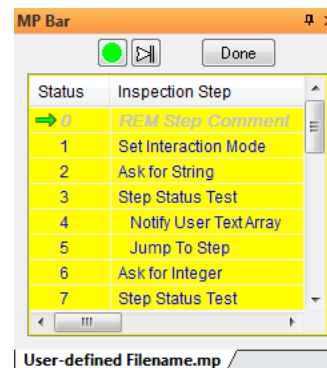 MP Bar
Done
Status Inspection Step
0 REM Step Comment
1 Set Interaction Mode
2 Ask for String
3 Step Status Test
4 Notify User Text Array
5 Jump To Step
6 Ask for Integer
7 Step Status Test
User-defined Filename.mp